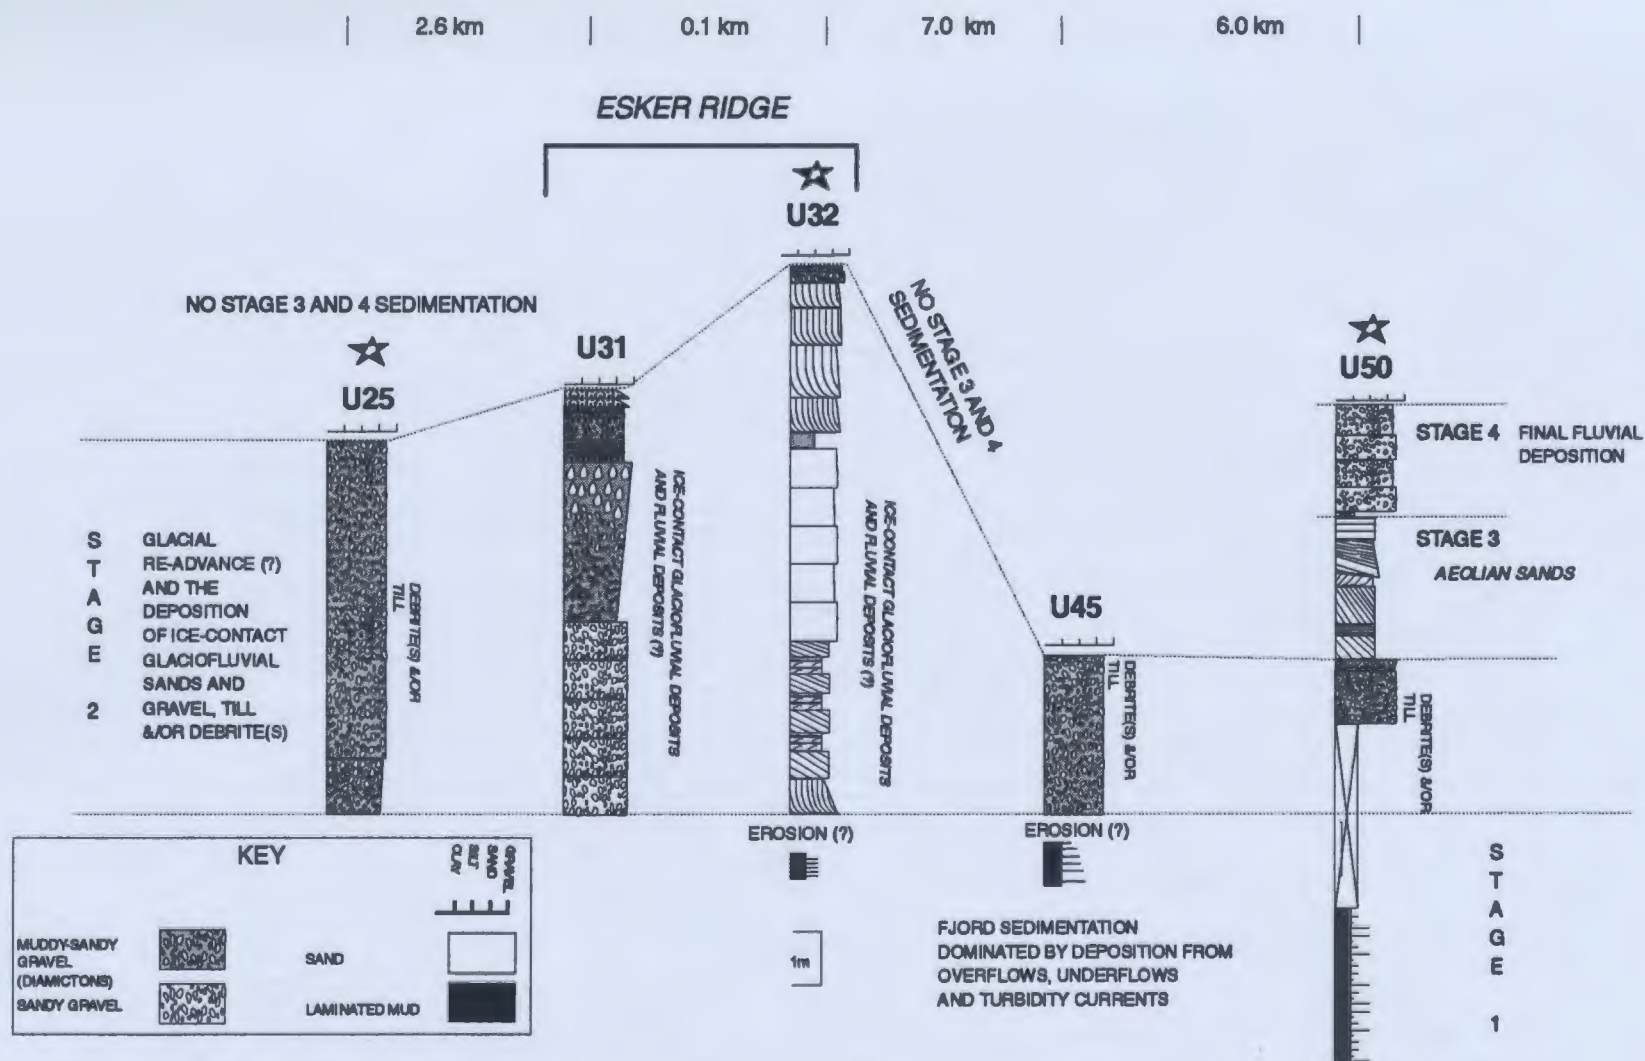 2.6 km
0.1 km
7.0 km
6.0 km
ESKER RIDGE
U32
NO STAGE 3 AND 4 SEDIMENTATION
U25
U31
NO STAGE 3 AND 4
SEDIMENTATION
U50
STAGE 4
FINAL FLUVIAL
DEPOSITION
STAGE 3
AEOLIAN SANDS
STAGE 2
GLACIAL
RE-ADVANCE (?)
AND THE
DEPOSITION
OF ICE-CONTACT
GLACIOFLUVIAL
SANDS AND
GRAVEL, TILL
&/OR DEBRITE(S)
DEBRITE(S) &/OR
TILL
ICE-CONTACT GLACIOFLUVIAL DEPOSITS
AND FLUVIAL DEPOSITS (?)
ICE-CONTACT GLACIOFLUVIAL DEPOSITS
AND FLUVIAL DEPOSITS (?)
U45
DEBRITE(S) &/OR
TILL
DEBRITE(S) &/OR
TILL
EROSION (?)
EROSION (?)
KEY
GRAVEL
SAND
SILT
CLAY
MUDDY-SANDY
GRAVEL
(DIAMICTONS)
SANDY GRAVEL
SAND
LAMINATED MUD
1m
FJORD SEDIMENTATION
DOMINATED BY DEPOSITION FROM
OVERFLOWS, UNDERFLOWS
AND TURBIDITY CURRENTS
STAGE 1